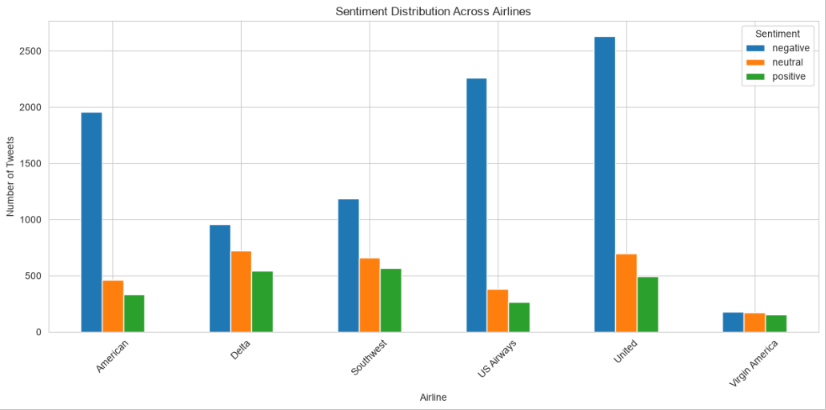 Sentiment Distribution Across Airlines
Sentiment
negative
neutral
positive
Number of Tweets
2500
2000
1500
1000
500
0
American
Delta
Southwest
US Airways
United
Virgin America
Airline